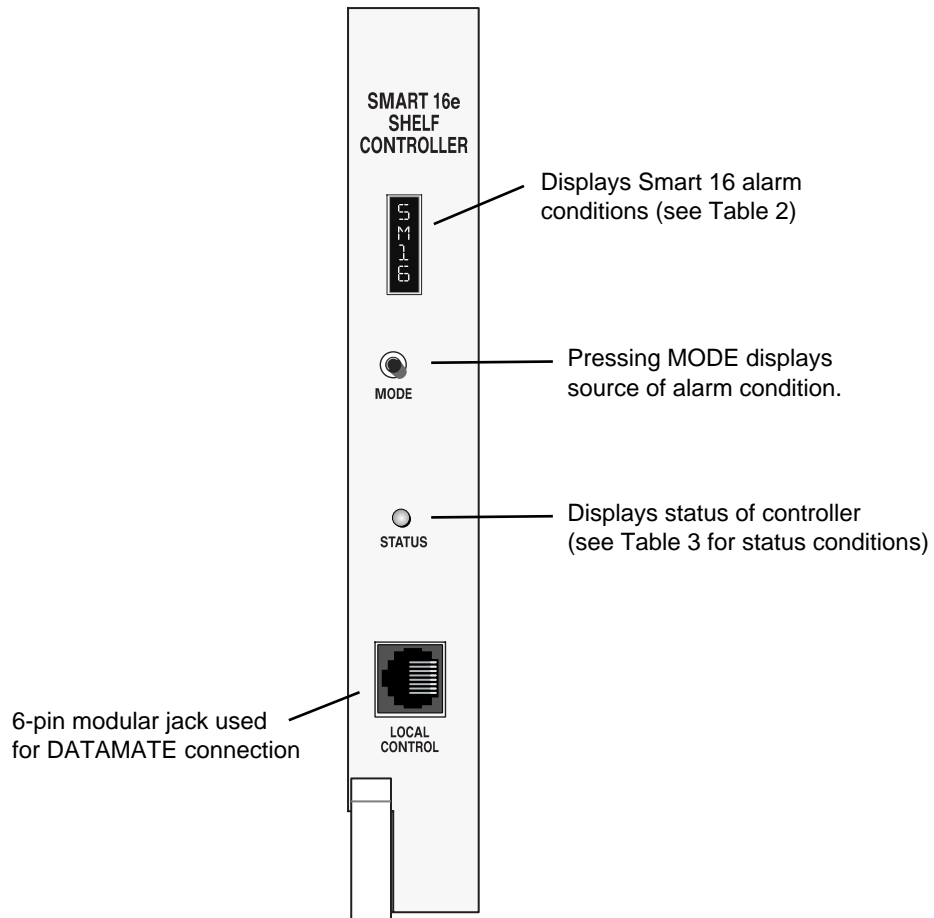 SMART 16e
SHELF
CONTROLLER
Displays Smart 16 alarm
conditions (see Table 2)
S
M
1
6
Pressing MODE displays
source of alarm condition.
MODE
Displays status of controller
(see Table 3 for status conditions)
STATUS
6-pin modular jack used
for DATAMATE connection
LOCAL
CONTROL